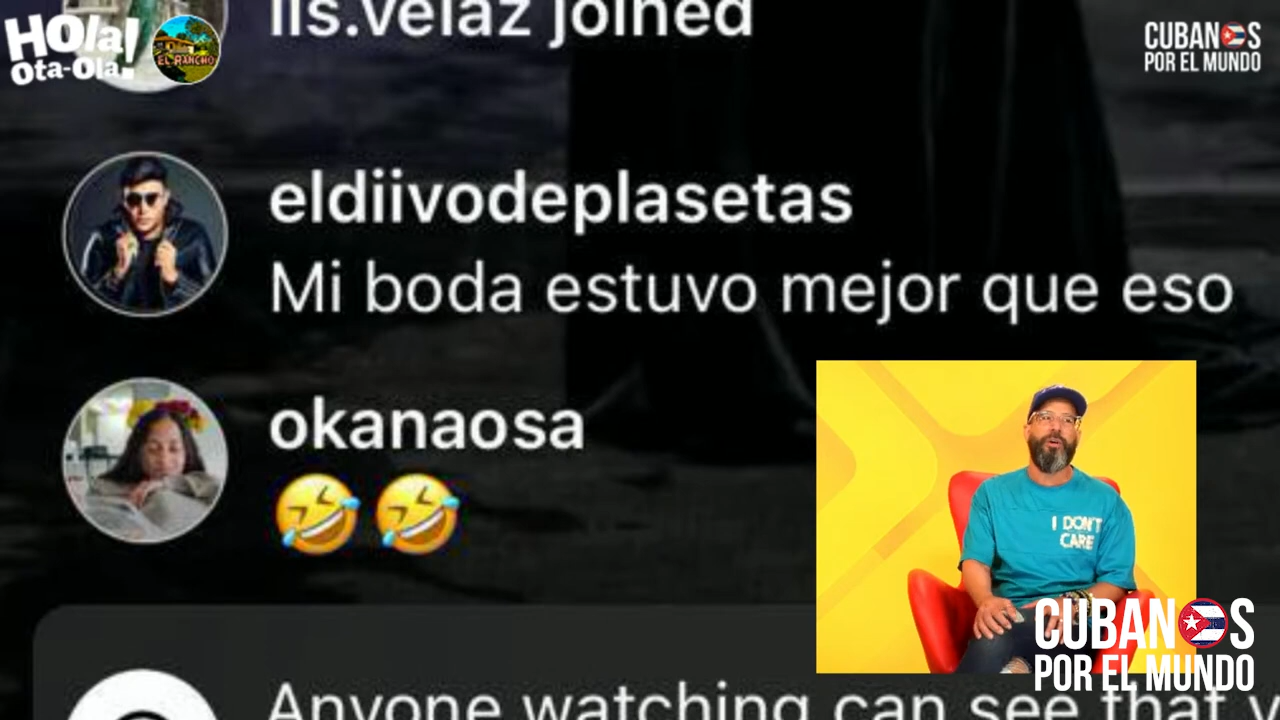 Hola!
Ota-Ola!
EL RANCHO
CUBANOS
POR EL MUNDO
lis.velaz joined
eldiivodeplasetas
Mi boda estuvo mejor que eso
okanaosa
🤣🤣
I DON'T
CARE
CUBANOS
POR EL MUNDO
Anyone watching can see that